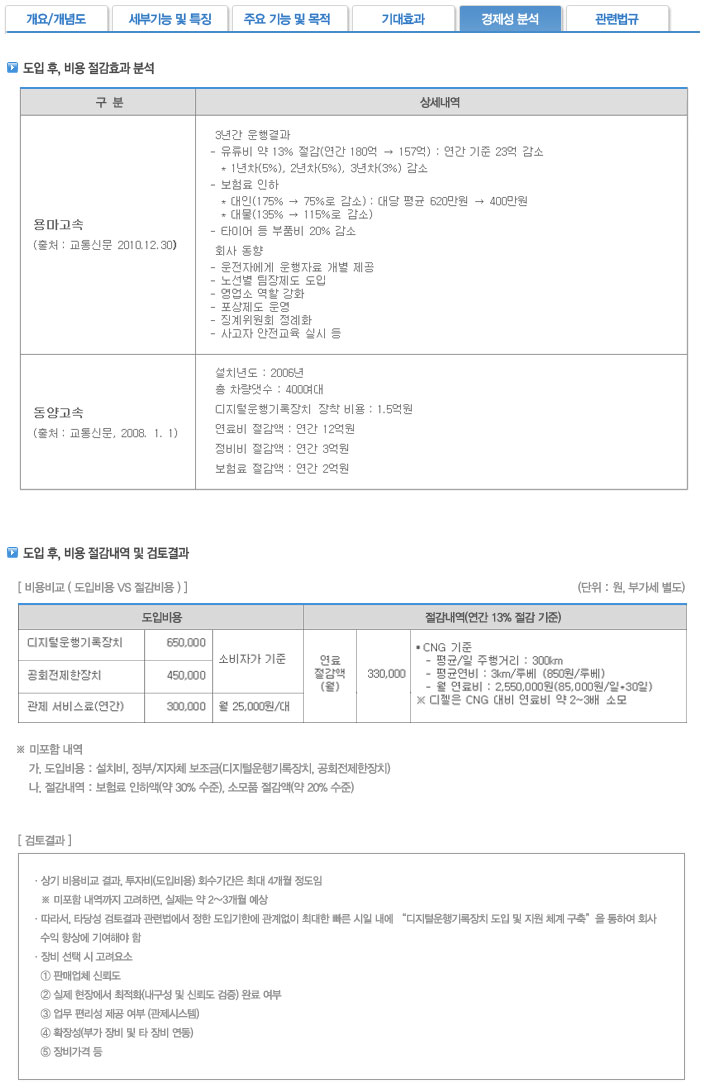 개요/개념도
세부기능 및 특징
주요 기능 및 목적
기대효과
경제성 분석
관련법규
도입 후, 비용 절감효과 분석
구 분
상세내역
용마고속
(출처 : 교통신문 2010.12.30)
3년간 운행결과
- 유류비 약 13% 절감(연간 180억 → 157억) : 연간 기준 23억 감소
* 1년차(5%), 2년차(5%), 3년차(3%) 감소
- 보험료 인하
* 대인(175% → 75%로 감소) : 대당 평균 620만원 → 400만원
* 대물(135% → 115%로 감소)
- 타이어 등 부품비 20% 감소
회사 동향
- 운전자에게 운행자료 개별 제공
- 노선별 팀장제도 도입
- 영업소 역할 강화
- 포상제도 운영
- 징계위원회 정례화
- 사고자 안전교육 실시 등
동양고속
(출처 : 교통신문, 2008. 1. 1)
설치년도 : 2006년
총 차량댓수 : 400여대
디지털운행기록장치 장착 비용 : 1.5억원
연료비 절감액 : 연간 12억원
정비비 절감액 : 연간 3억원
보험료 절감액 : 연간 2억원
도입 후, 비용 절감내역 및 검토결과
[ 비용비교 ( 도입비용 VS 절감비용 ) ]
(단위 : 원, 부가세 별도)
도입비용
절감내역(연간 13% 절감 기준)
디지털운행기록장치
650,000
소비자가 기준
공회전제한장치
450,000
관제 서비스료(연간)
300,000
월 25,000원/대
연료
절감액
(월)
330,000
• CNG 기준
- 평균/일 주행거리 : 300km
- 평균연비 : 3km/루베 (850원/루베)
- 월 연료비 : 2,550,000원(85,000원/일*30일)
※ 디젤은 CNG 대비 연료비 약 2~3배 소모
※ 미포함 내역
가. 도입비용 : 설치비, 정부/지자체 보조금(디지털운행기록장치, 공회전제한장치)
나. 절감내역 : 보험료 인하액(약 30% 수준), 소모품 절감액(약 20% 수준)
[ 검토결과 ]
· 상기 비용비교 결과, 투자비(도입비용) 회수기간은 최대 4개월 정도임
※ 미포함 내역까지 고려하면, 실제는 약 2~3개월 예상
· 따라서, 타당성 검토결과 관련법에서 정한 도입기한에 관계없이 최대한 빠른 시일 내에 “디지털운행기록장치 도입 및 지원 체계 구축” 을 통하여 회사
수익 향상에 기여해야 함
· 장비 선택 시 고려요소
① 판매업체 신뢰도
② 실제 현장에서 최적화(내구성 및 신뢰도 검증) 완료 여부
③ 업무 편리성 제공 여부 (관제시스템)
④ 확장성(부가 장비 및 타 장비 연동)
⑤ 장비가격 등